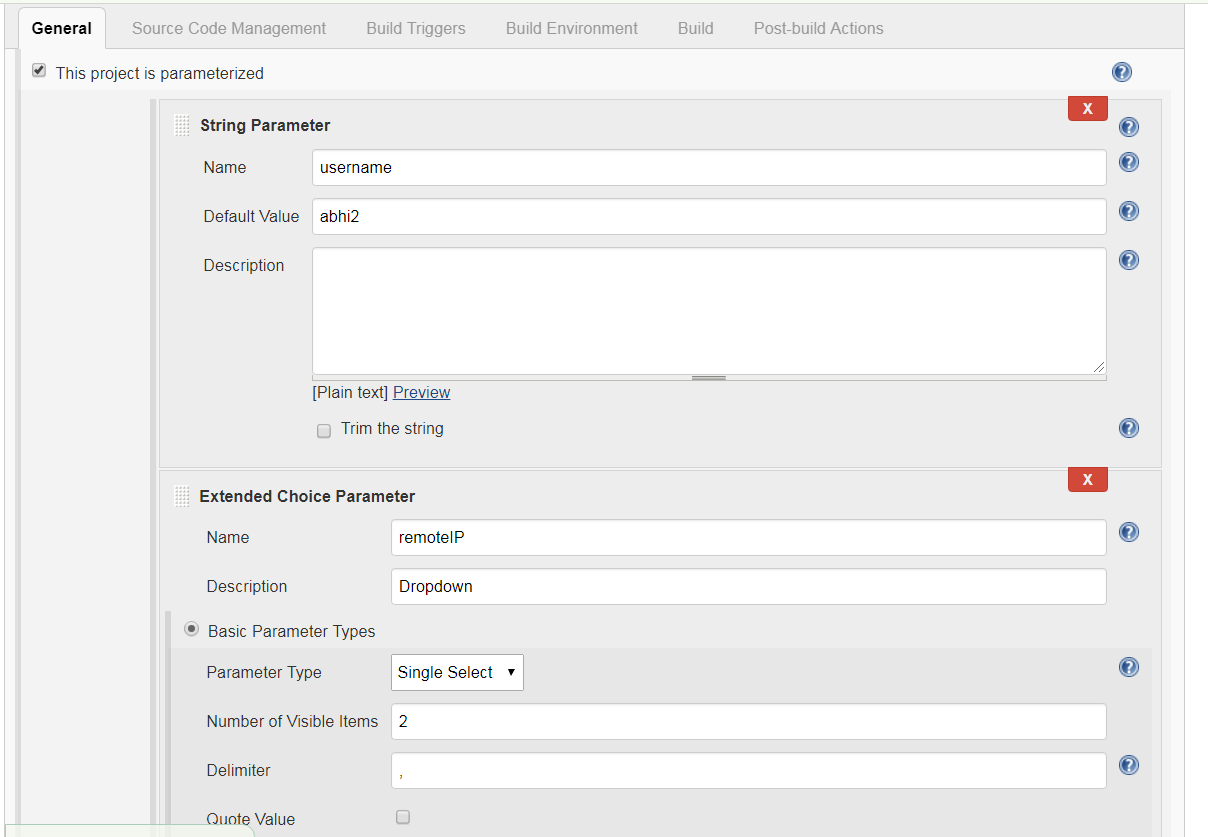 General Source Code Management Build Triggers Build Environment Build Post-build Actions
This project is parameterized
X
String Parameter
Name username
Default Value abhi2
Description
[Plain text] Preview
Trim the string
X
Extended Choice Parameter
Name remoteIP
Description Dropdown
Basic Parameter Types
Parameter Type Single Select
Number of Visible Items 2
Delimiter ,
Quote Value